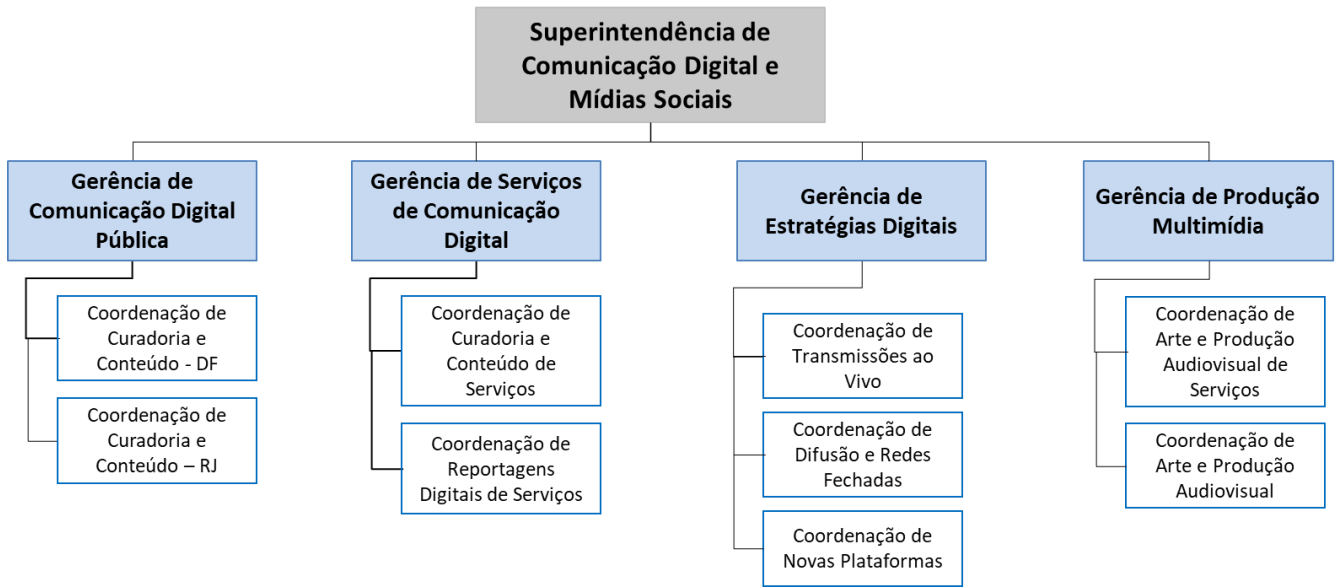 Superintendência de
Comunicação Digital e
Mídias Sociais
Gerência de
Comunicação Digital
Pública
Coordenação de
Curadoria e
Conteúdo - DF
Coordenação de
Curadoria e
Conteúdo – RJ
Gerência de Serviços
de Comunicação
Digital
Coordenação de
Curadoria e
Conteúdo de
Serviços
Coordenação de
Reportagens
Digitais de Serviços
Gerência de
Estratégias Digitais
Coordenação de
Transmissões ao
Vivo
Coordenação de
Difusão e Redes
Fechadas
Coordenação de
Novas Plataformas
Gerência de Produção
Multimídia
Coordenação de
Arte e Produção
Audiovisual de
Serviços
Coordenação de
Arte e Produção
Audiovisual